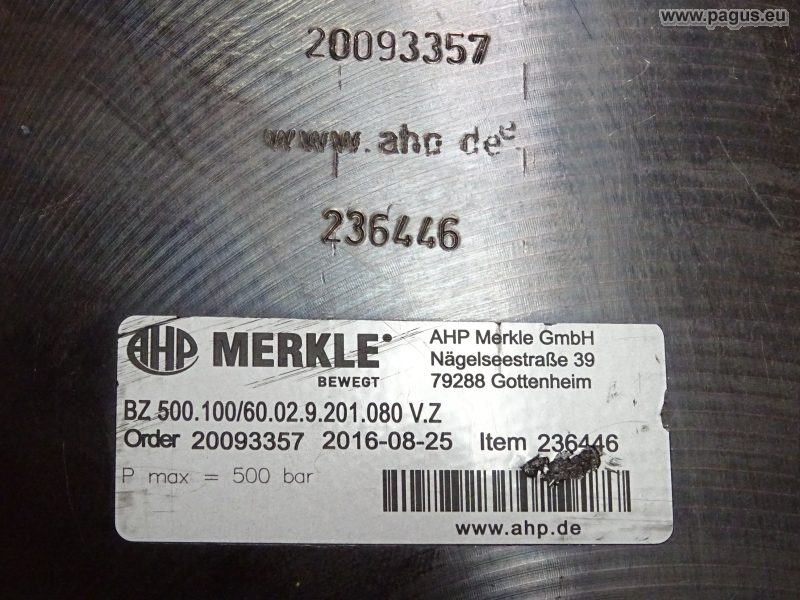 www.pagus.eu
20093357
www.ahp.de
236446
AHP MERKLE
BEWEGT
AHP Merkle GmbH
Nägelseestraße 39
79288 Gottenheim
BZ 500.100/60.02.9.201.080 V.Z
Order 20093357 2016-08-25 Item 236446
P max = 500 bar
www.ahp.de